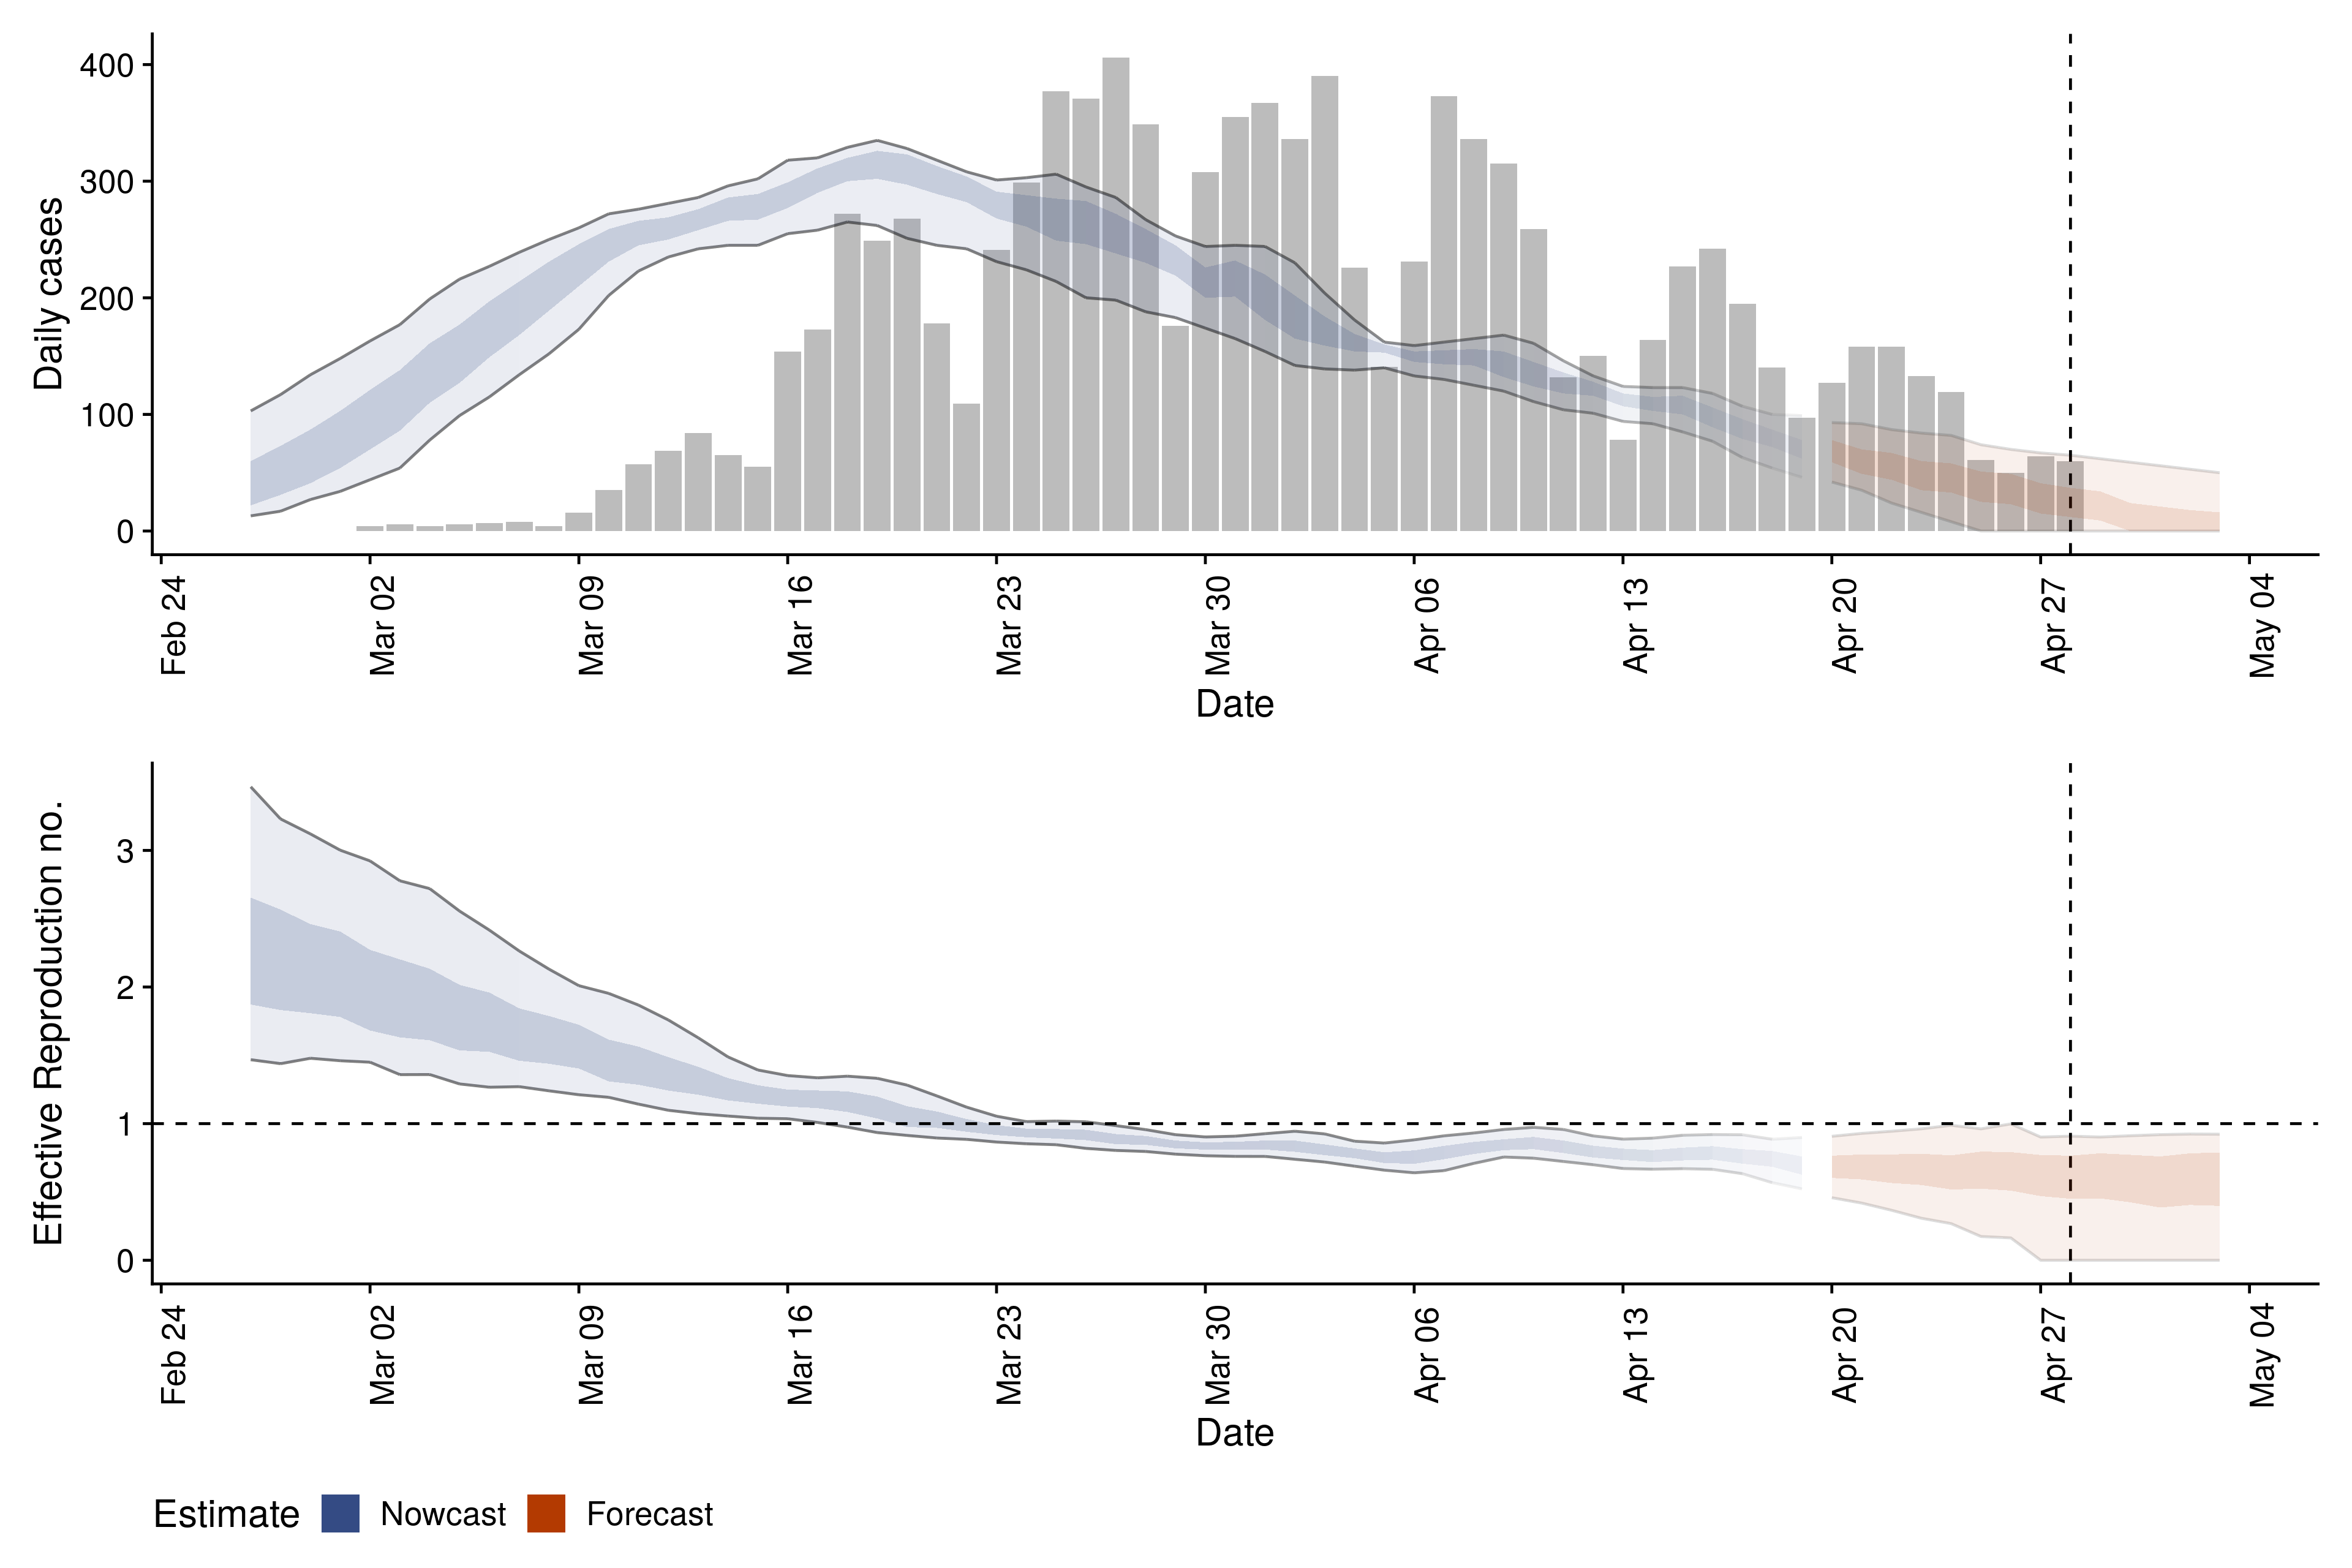 Daily cases
400
300
200
100
0
Feb 24 Mar 02 Mar 09 Mar 16 Mar 23 Mar 30 Apr 06 Apr 13 Apr 20 Apr 27 May 04
Date
Effective Reproduction no.
3
2
1
0
Feb 24 Mar 02 Mar 09 Mar 16 Mar 23 Mar 30 Apr 06 Apr 13 Apr 20 Apr 27 May 04
Date
Estimate Nowcast Forecast